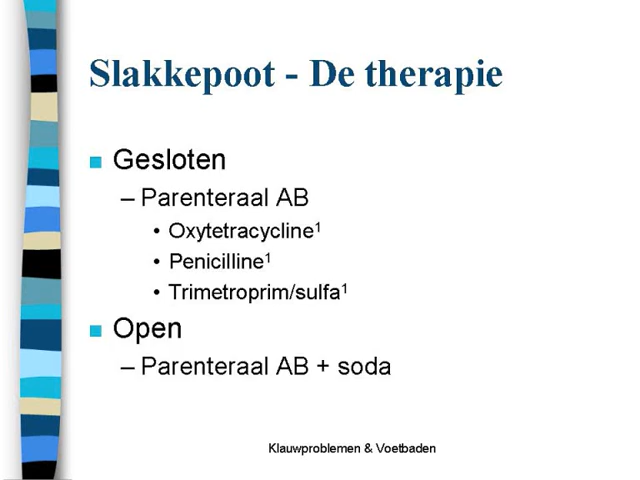 Slakkepoot - De therapie
■ Gesloten
– Parenteraal AB
• Oxytetracycline¹
• Penicilline¹
• Trimetroprim/sulfa¹
■ Open
– Parenteraal AB + soda
Klauwproblemen & Voetbaden